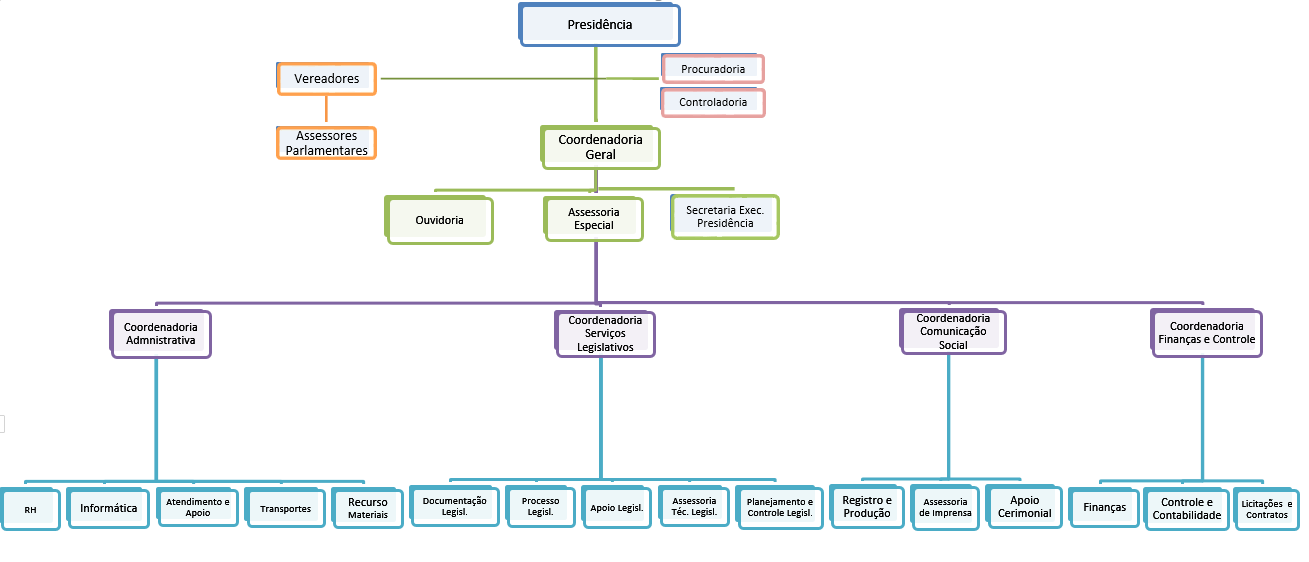 Presidência
Vereadores
Procuradoria
Controladoria
Assessores
Parlamentares
Coordenadoria
Geral
Ouvidoria
Assessoria
Especial
Secretaria Exec.
Presidência
Coordenadoria
Admnistrativa
Coordenadoria
Serviços
Legislativos
Coordenadoria
Comunicação
Social
Coordenadoria
Finanças e Controle
RH
Informática
Atendimento e
Apoio
Transportes
Recurso
Materiais
Documentação
Legisl.
Processo
Legisl.
Apoio Legisl.
Assessoria
Téc. Legisl.
Planejamento e
Controle Legisl.
Registro e
Produção
Assessoria
de Imprensa
Apoio
Cerimonial
Finanças
Controle e
Contabilidade
Licitações e
Contratos